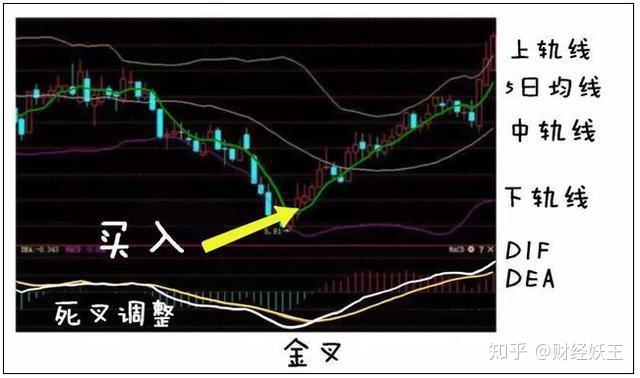 上轨线
5日均线
中轨线
下轨线
买入
5.91
DEA -0.343 MACD
MACD
DIF
DEA
死叉调整
金叉
知乎 @财经妖王